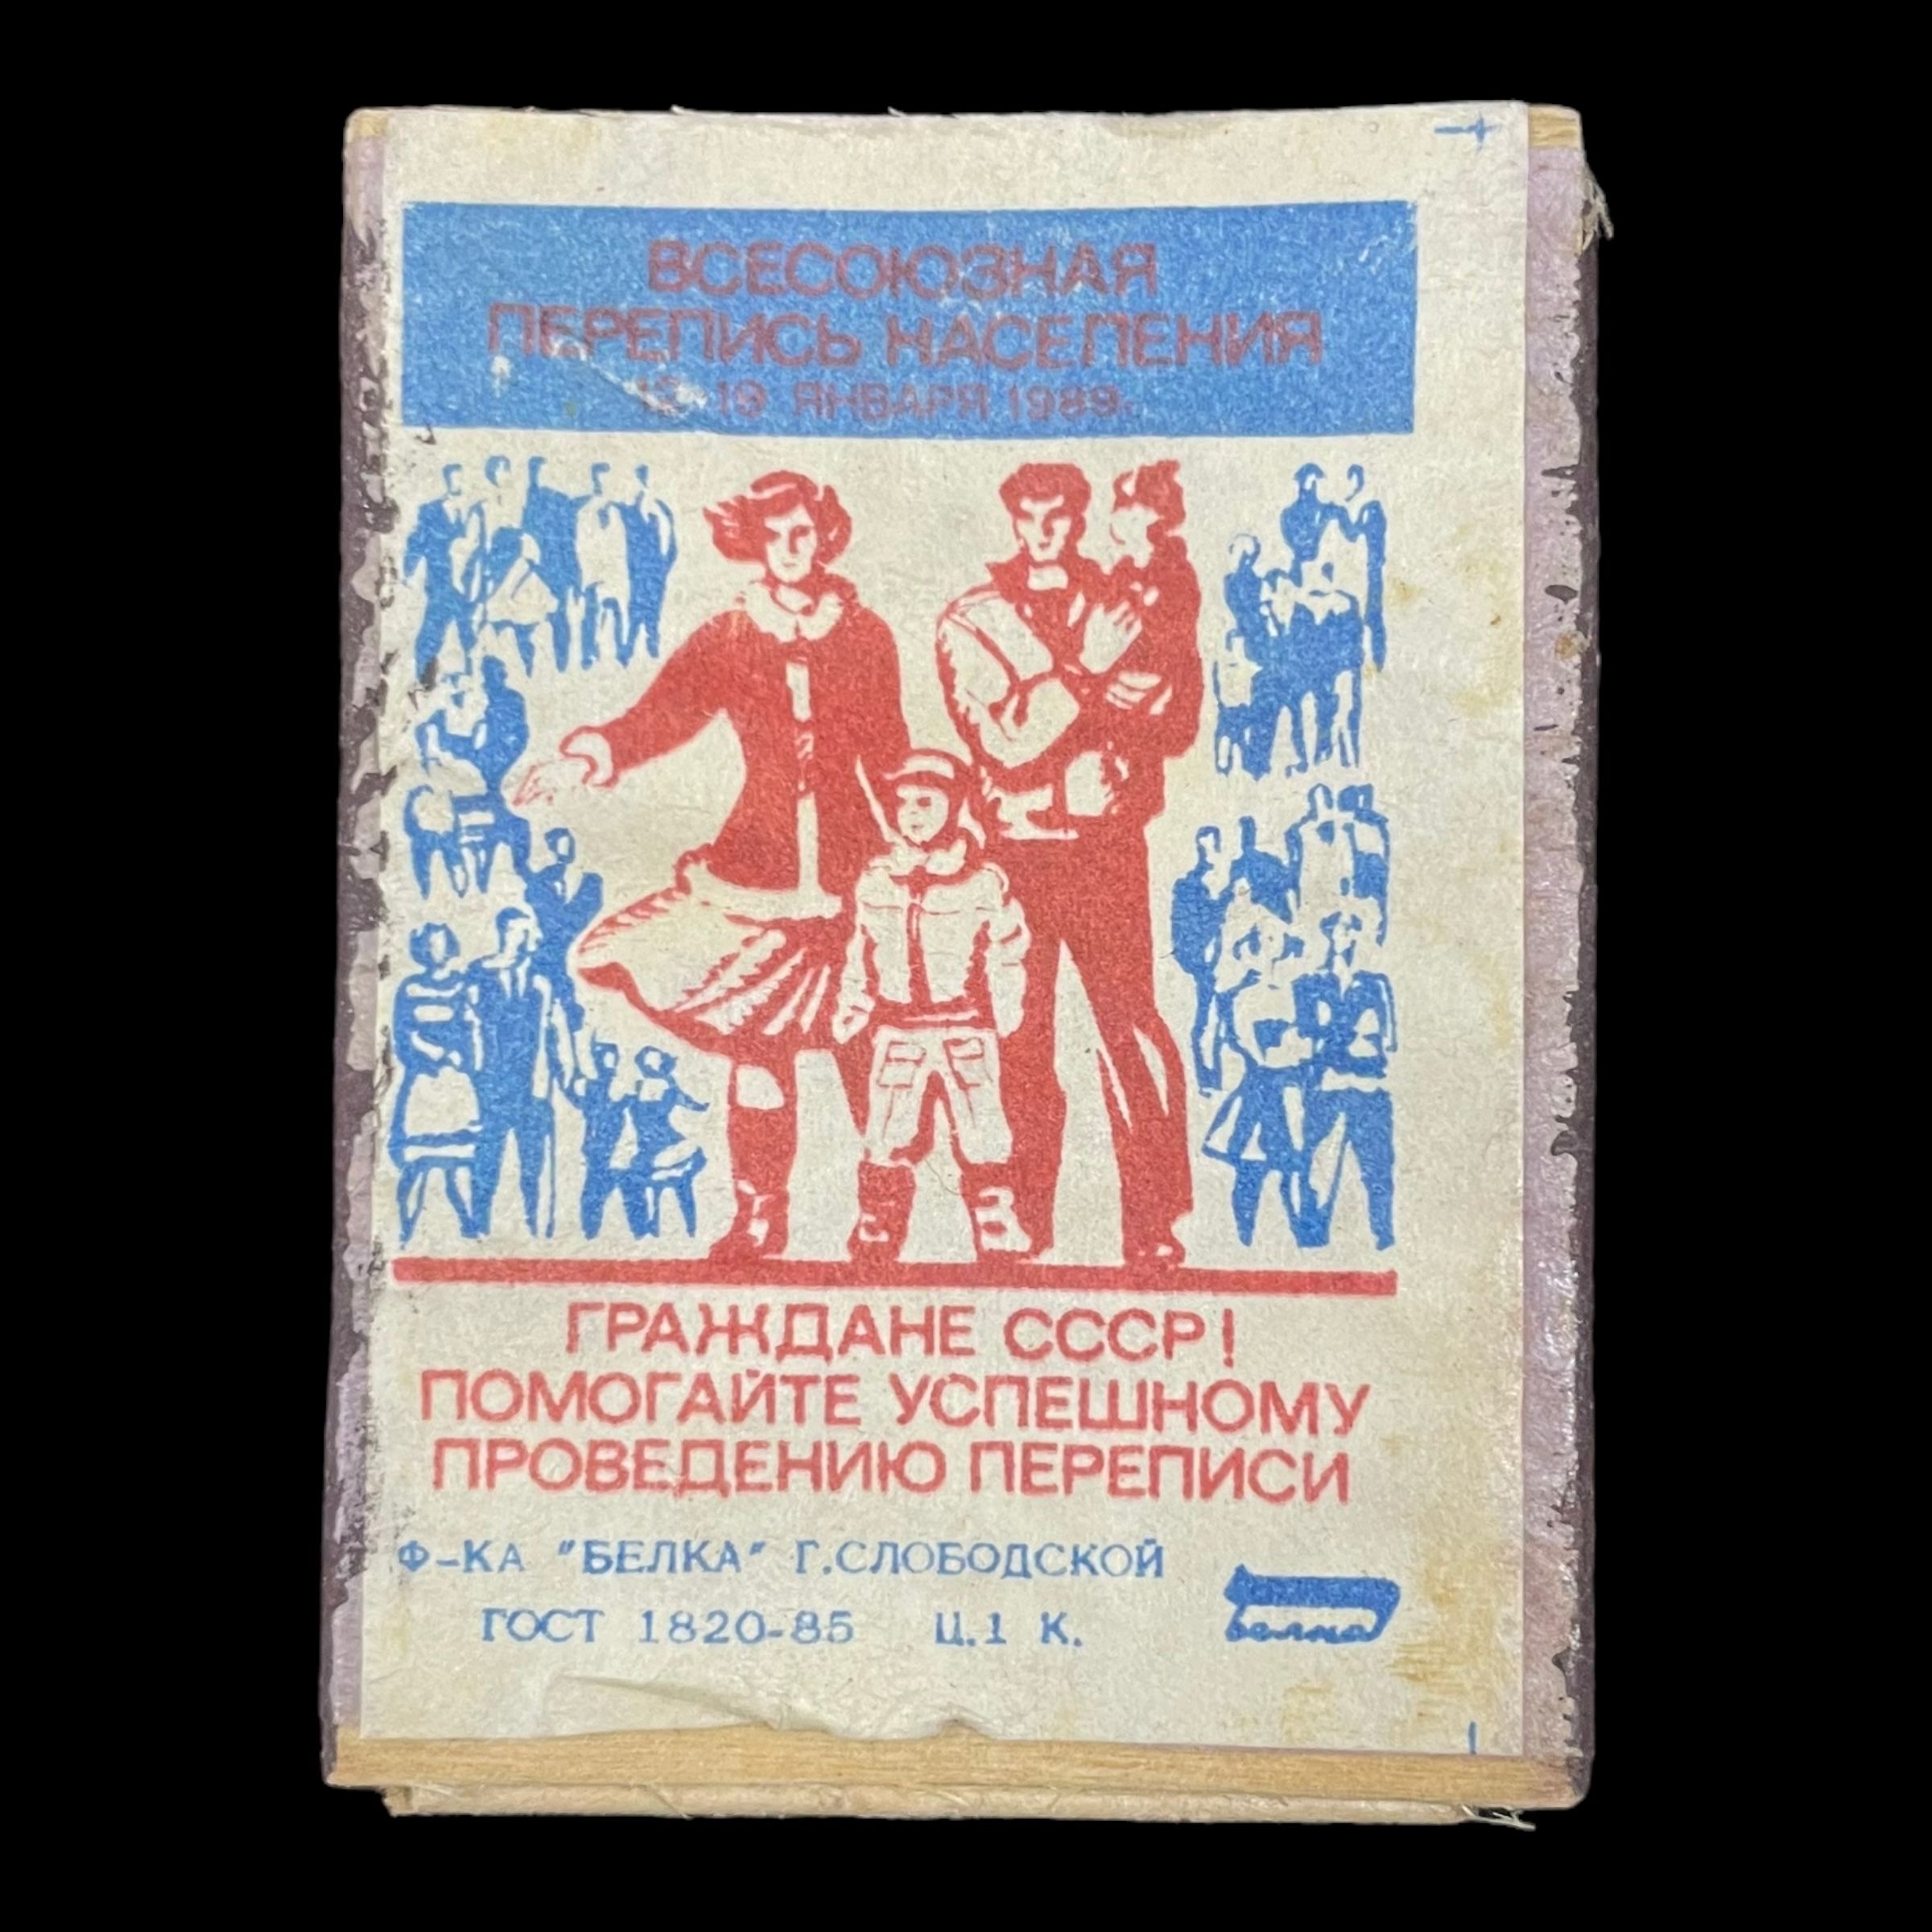 ВСЕСОЮЗНАЯ
ПЕРЕПИСЬ НАСЕЛЕНИЯ
12-19 ЯНВАРЯ 1989г.
ГРАЖДАНЕ СССР!
ПОМОГАЙТЕ УСПЕШНОМУ
ПРОВЕДЕНИЮ ПЕРЕПИСИ
Ф-КА "БЕЛКА" Г.СЛОБОДСКОЙ
ГОСТ 1820-85 Ц.1 К.
белка